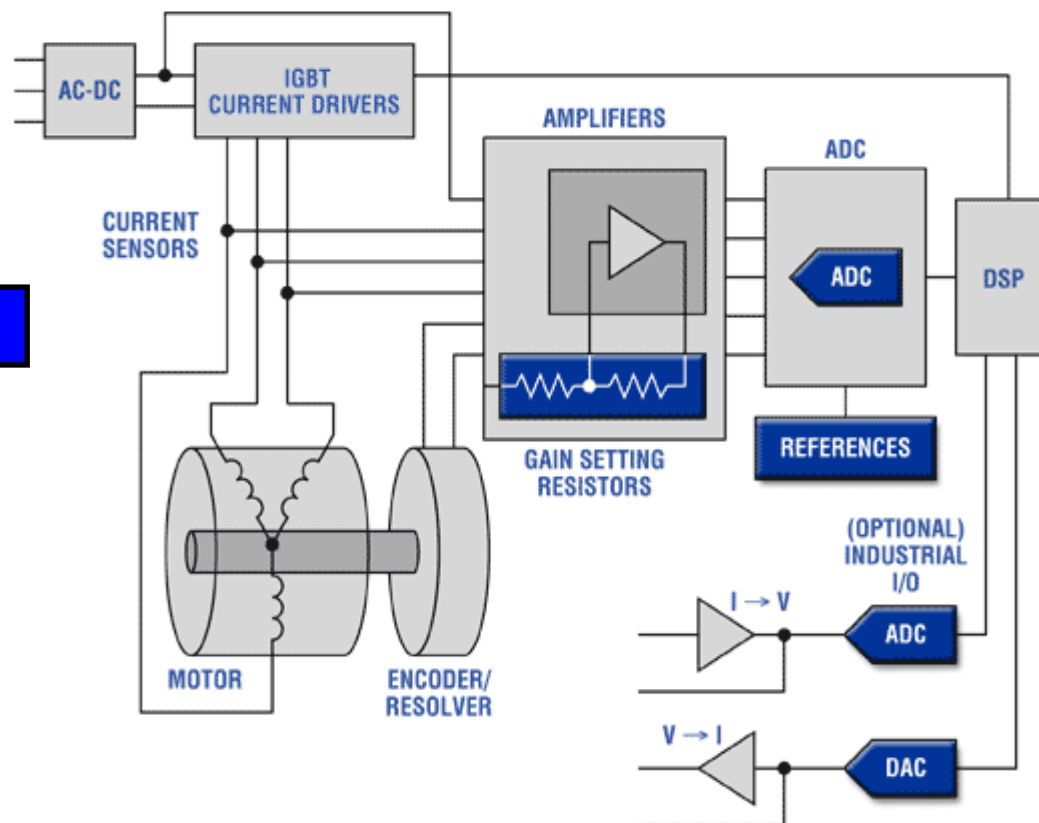 AC-DC
IGBT
CURRENT DRIVERS
AMPLIFIERS
ADC
CURRENT
SENSORS
ADC
DSP
GAIN SETTING
RESISTORS
REFERENCES
MOTOR
ENCODER/
RESOLVER
(OPTIONAL)
INDUSTRIAL
I/O
I → V
ADC
V → I
DAC